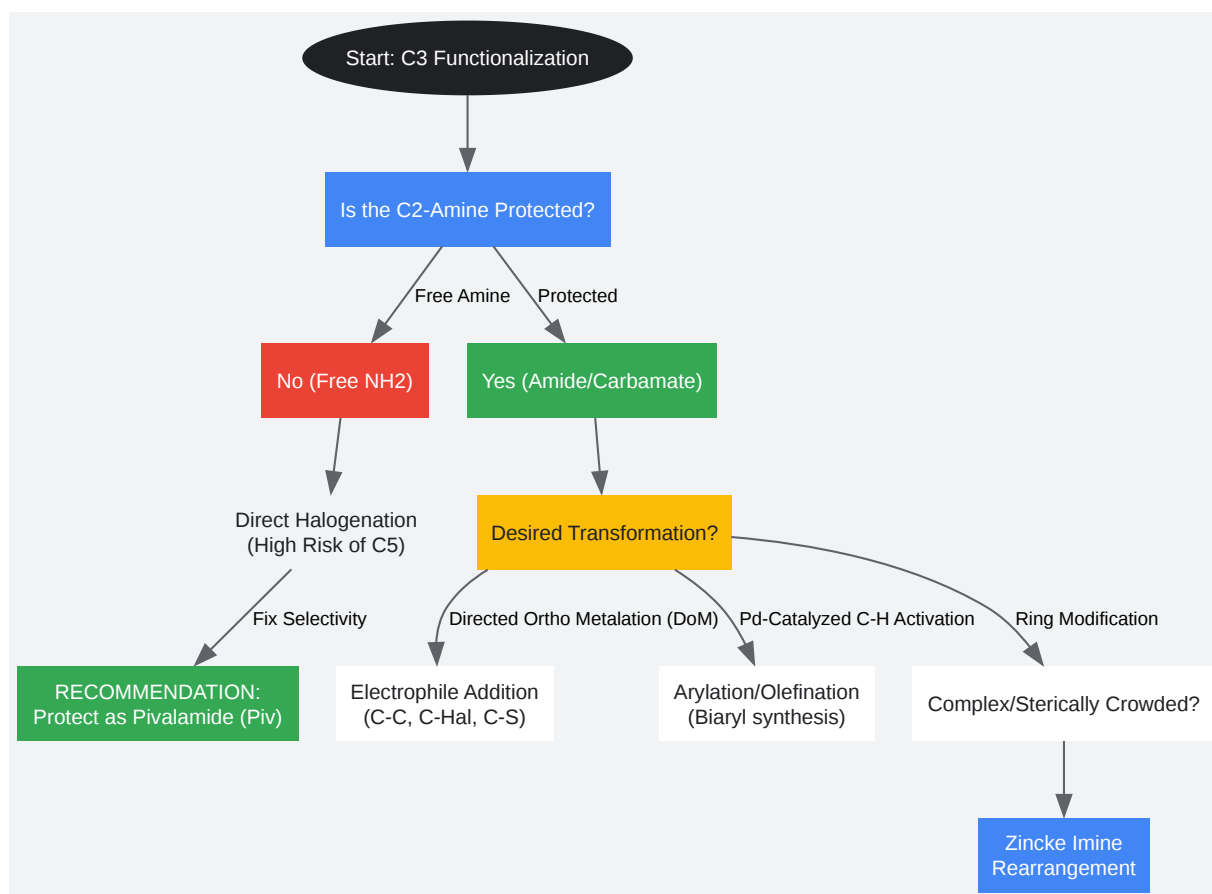 Start: C3 Functionalization
Is the C2-Amine Protected?
Free Amine
Protected
No (Free NH2)
Yes (Amide/Carbamate)
Direct Halogenation
(High Risk of C5)
Desired Transformation?
Fix Selectivity
Directed Ortho Metalation (DoM)
Pd-Catalyzed C-H Activation
Ring Modification
RECOMMENDATION:
Protect as Pivalamide (Piv)
Electrophile Addition
(C-C, C-Hal, C-S)
Arylation/Olefination
(Biaryl synthesis)
Complex/Sterically Crowded?
Zincke Imine
Rearrangement